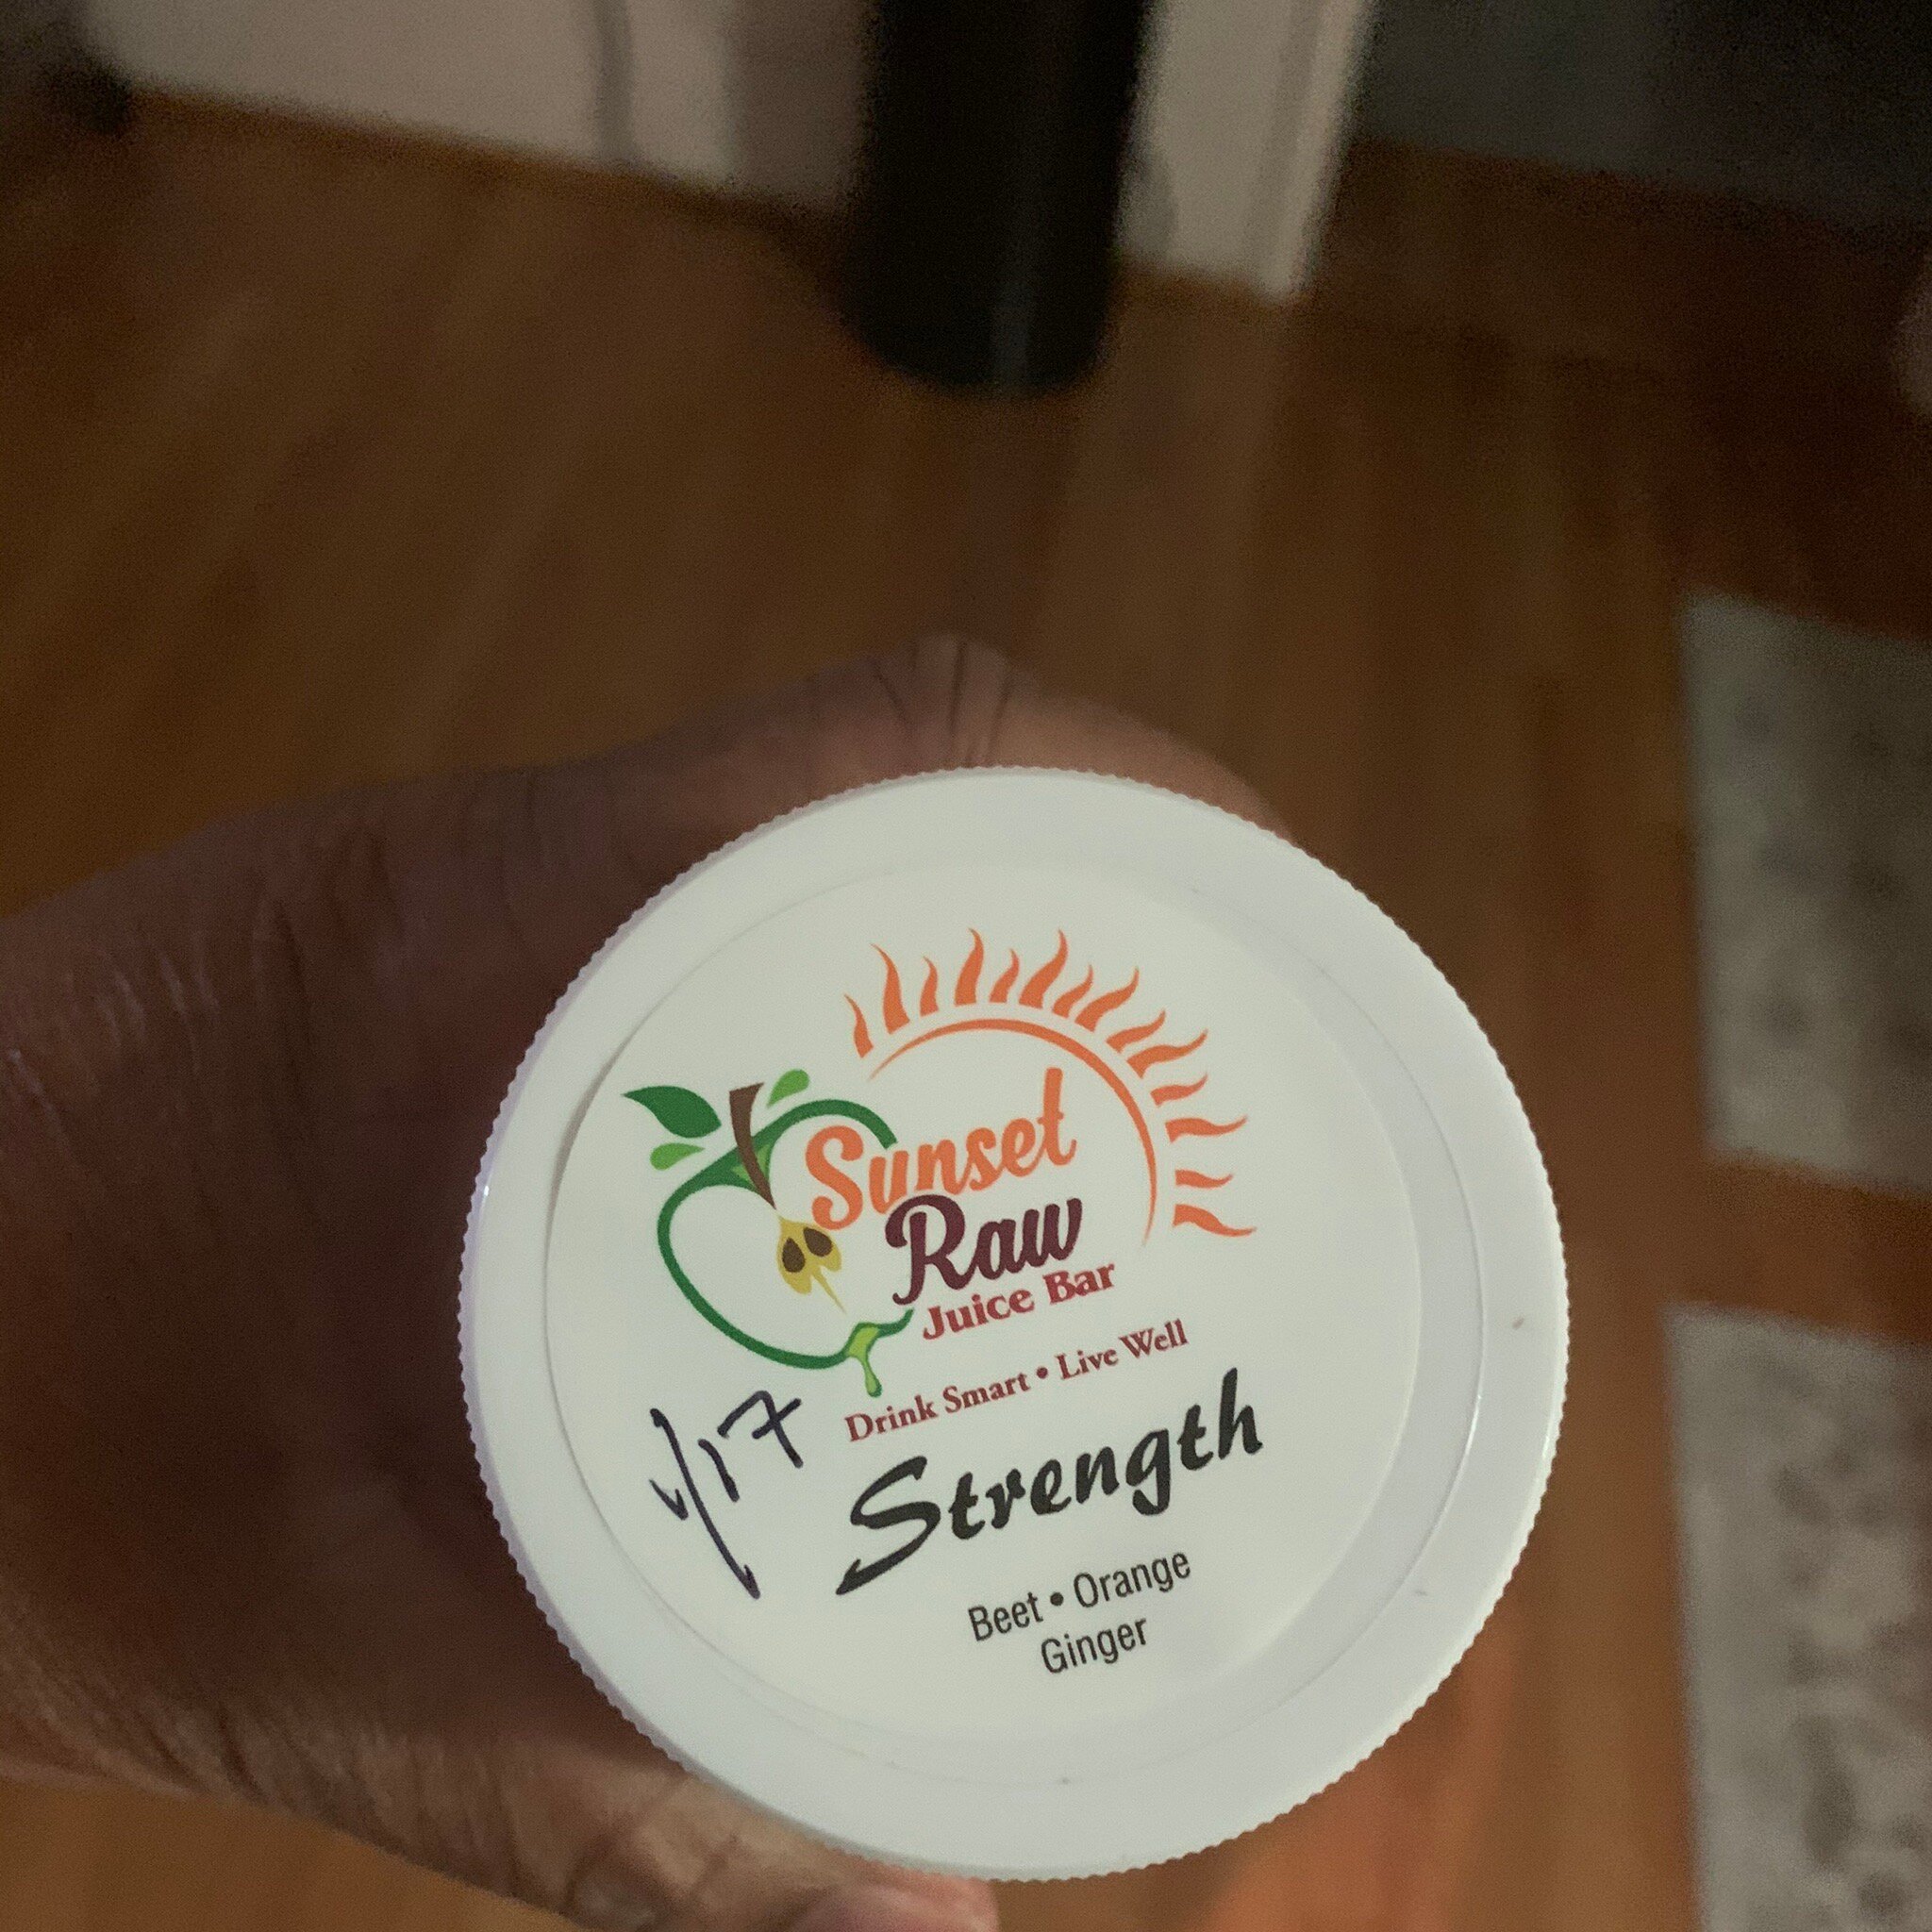 Sunset
Raw
Juice Bar
Drink Smart • Live Well
1/17
Strength
Beet • Orange
Ginger